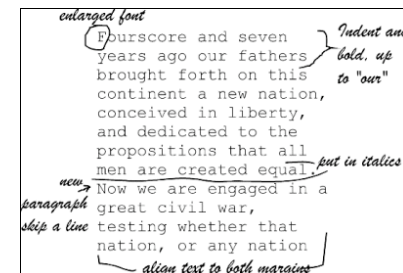 enlarged font
Fourscore and seven
years ago our fathers
brought forth on this
continent a new nation,
conceived in liberty,
and dedicated to the
propositions that all
men are created equal.
Now we are engaged in a
great civil war,
testing whether that
nation, or any nation
Indent and
bold, up
to "our"
put in italics
new
paragraph
skip a line
align text to both margins